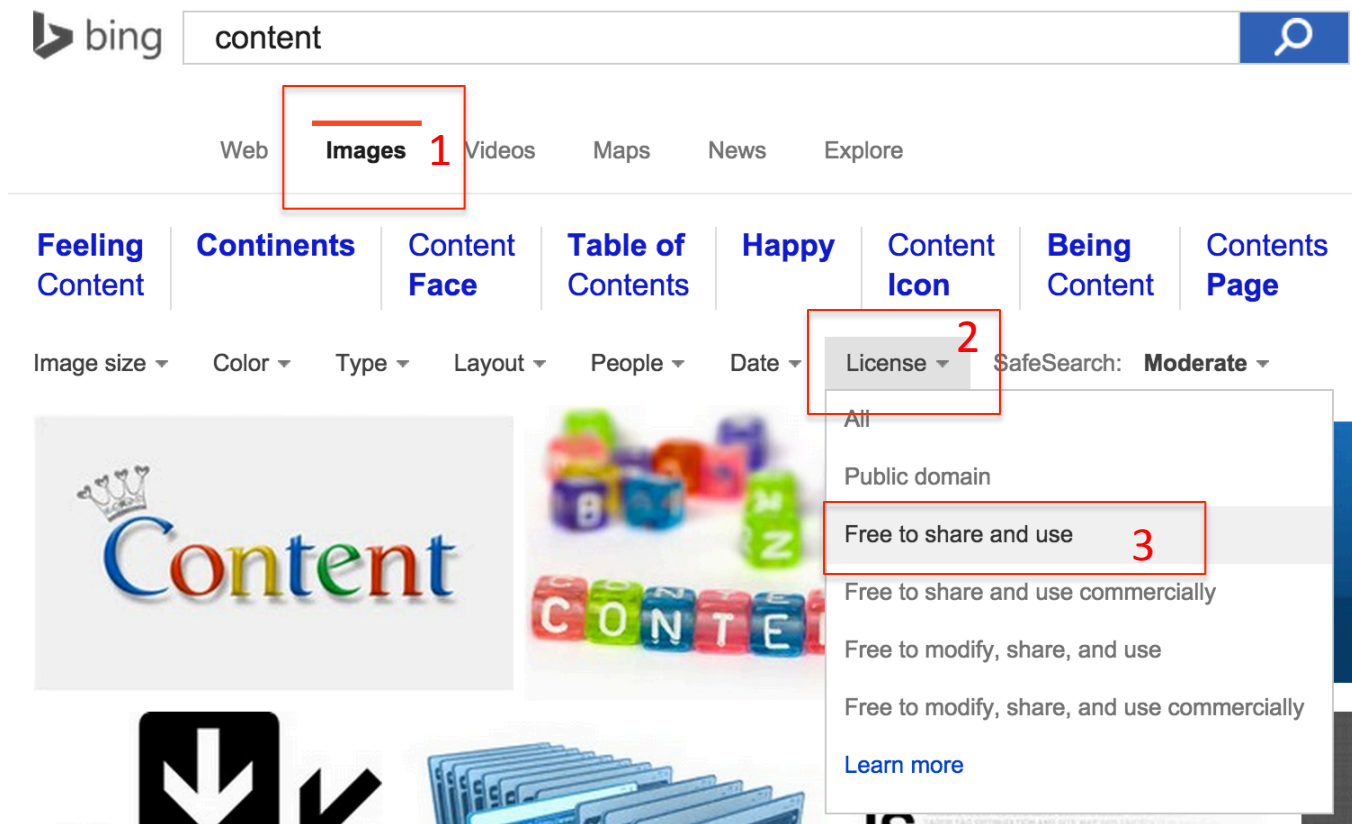 bing
content
Web Images 1 Videos Maps News Explore
Feeling Content
Continents
Content Face
Table of Contents
Happy
Content Icon
Being Content
Contents Page
2
Image size Color Type Layout People Date License SafeSearch: Moderate
All
Public domain
Free to share and use 3
Free to share and use commercially
Free to modify, share, and use
Free to modify, share, and use commercially
Learn more
Content
B
Z
CONTE